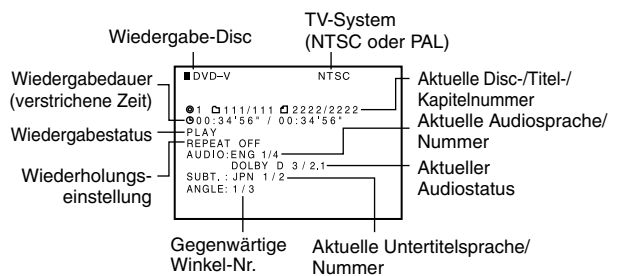 Wiedergabe-Disc
TV-System
(NTSC oder PAL)
Wiedergabedauer
(verstrichene Zeit)
Wiedergabestatus
Wiederholungs-
einstellung
DVD–V NTSC
1 111/111 2222/2222
00:34'56" / 00:34'56"
PLAY
REPEAT OFF
AUDIO:ENG 1/4
DOLBY D 3/2.1
SUBT.:JPN 1/2
ANGLE:1/3
Aktuelle Disc-/Titel-/
Kapitelnummer
Aktuelle Audiosprache/
Nummer
Aktueller
Audiostatus
Gegenwärtige
Winkel-Nr.
Aktuelle Untertitelsprache/
Nummer